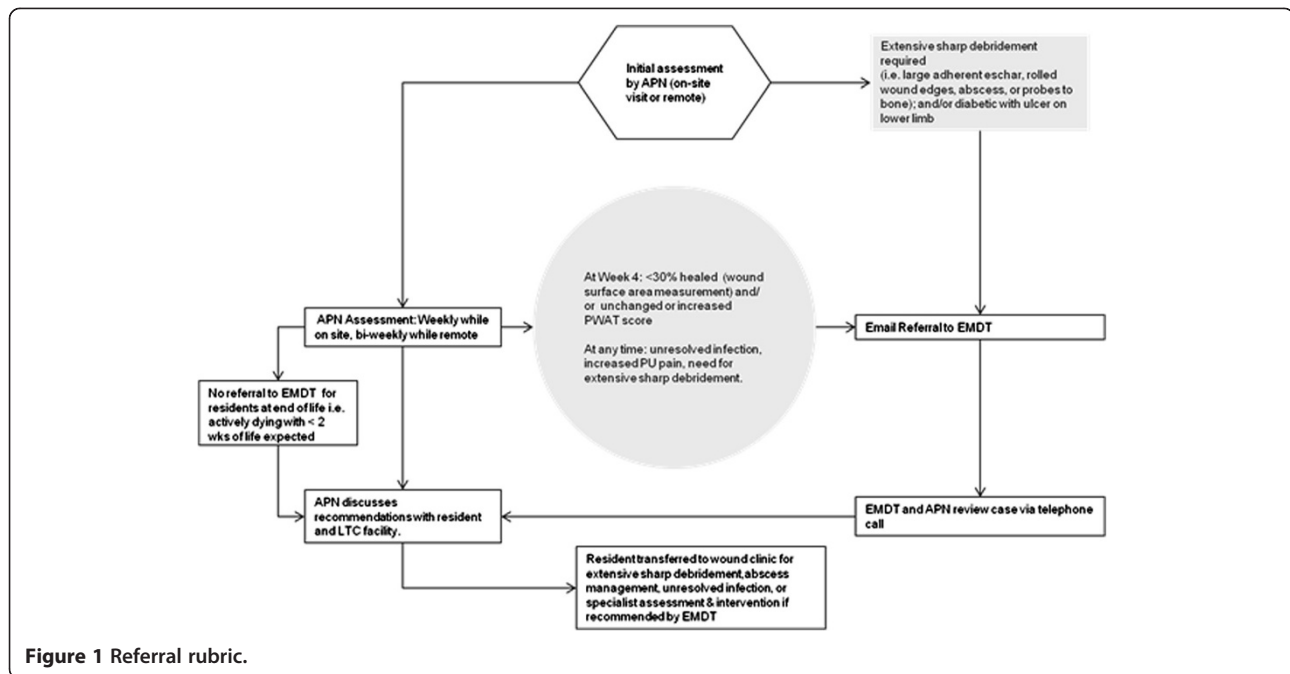 Initial assessment
by APN (on-site
visit or remote)
Extensive sharp debridement
required
(i.e. large adherent eschar, rolled
wound edges, abscess, or probes to
bone); and/or diabetic with ulcer on
lower limb
At Week 4: <30% healed (wound
surface area measurement) and/
or unchanged or increased
PWAT score
At any time: unresolved infection,
increased PU pain, need for
extensive sharp debridement.
APN Assessment: Weekly while
on site, bi-weekly while remote
Email Referral to EMDT
No referral to EMDT for
residents at end of life i.e.
actively dying with < 2
wks of life expected
APN discusses
recommendations with resident
and LTC facility.
EMDT and APN review case via telephone
call
Resident transferred to wound clinic for
extensive sharp debridement, abscess
management, unresolved infection, or
specialist assessment & intervention if
recommended by EMDT
Figure 1 Referral rubric.